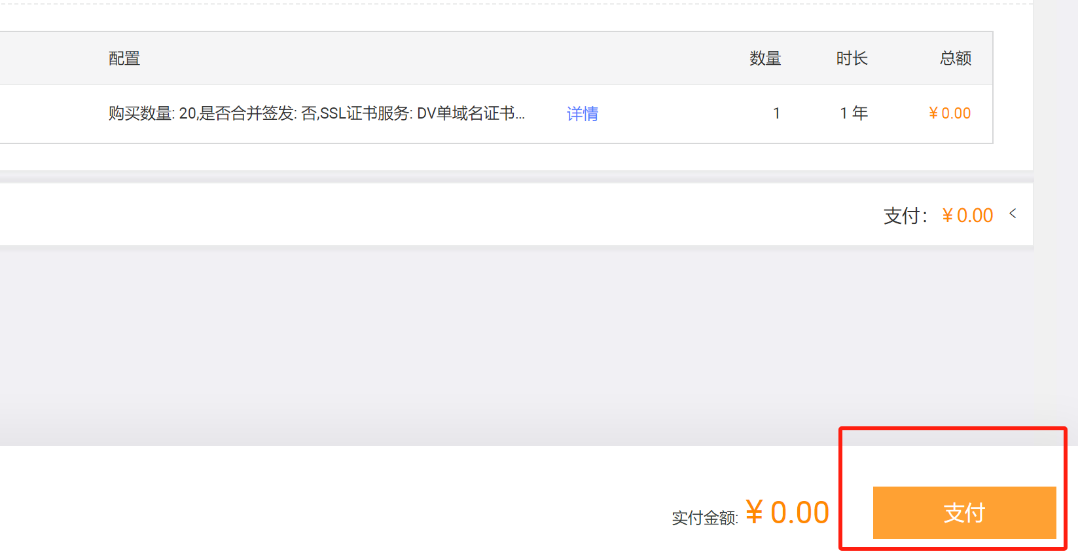 配置 数量 时长 总额
购买数量: 20,是否合并签发: 否,SSL证书服务: DV单域名证书... 详情 1 1 年 ¥ 0.00
支付： ¥ 0.00 <
实付金额: ¥ 0.00 支付